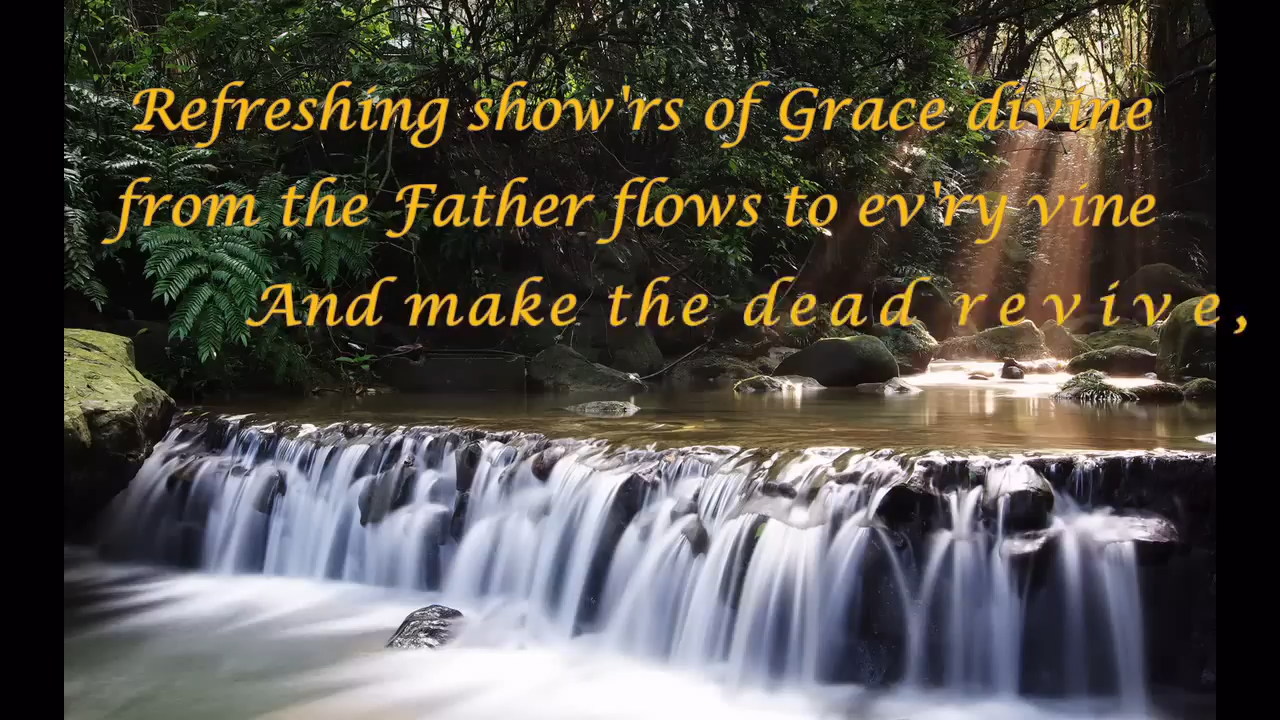 Refreshing show'rs of Grace divine
from the Father flows to ev'ry vine
And make the dead revive,